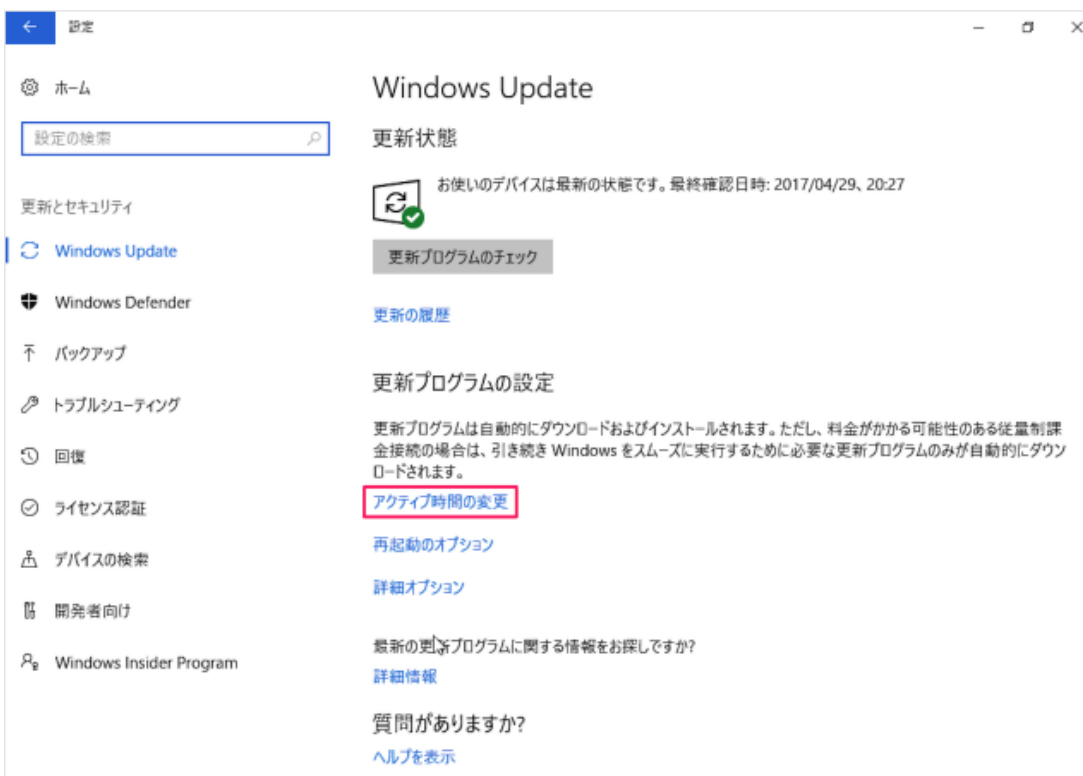 設定
ホーム
設定の検索
更新とセキュリティ
Windows Update
Windows Defender
バックアップ
トラブルシューティング
回復
ライセンス認証
デバイスの検索
開発者向け
Windows Insider Program
Windows Update
更新状態
お使いのデバイスは最新の状態です。最終確認日時: 2017/04/29、20:27
更新プログラムのチェック
更新の履歴
更新プログラムの設定
更新プログラムは自動的にダウンロードおよびインストールされます。ただし、料金がかかる可能性のある従量制課
金接続の場合は、引き続き Windows をスムーズに実行するために必要な更新プログラムのみが自動的にダウン
ロードされます。
アクティブ時間の変更
再起動のオプション
詳細オプション
最新の更新プログラムに関する情報をお探しですか?
詳細情報
質問がありますか?
ヘルプを表示